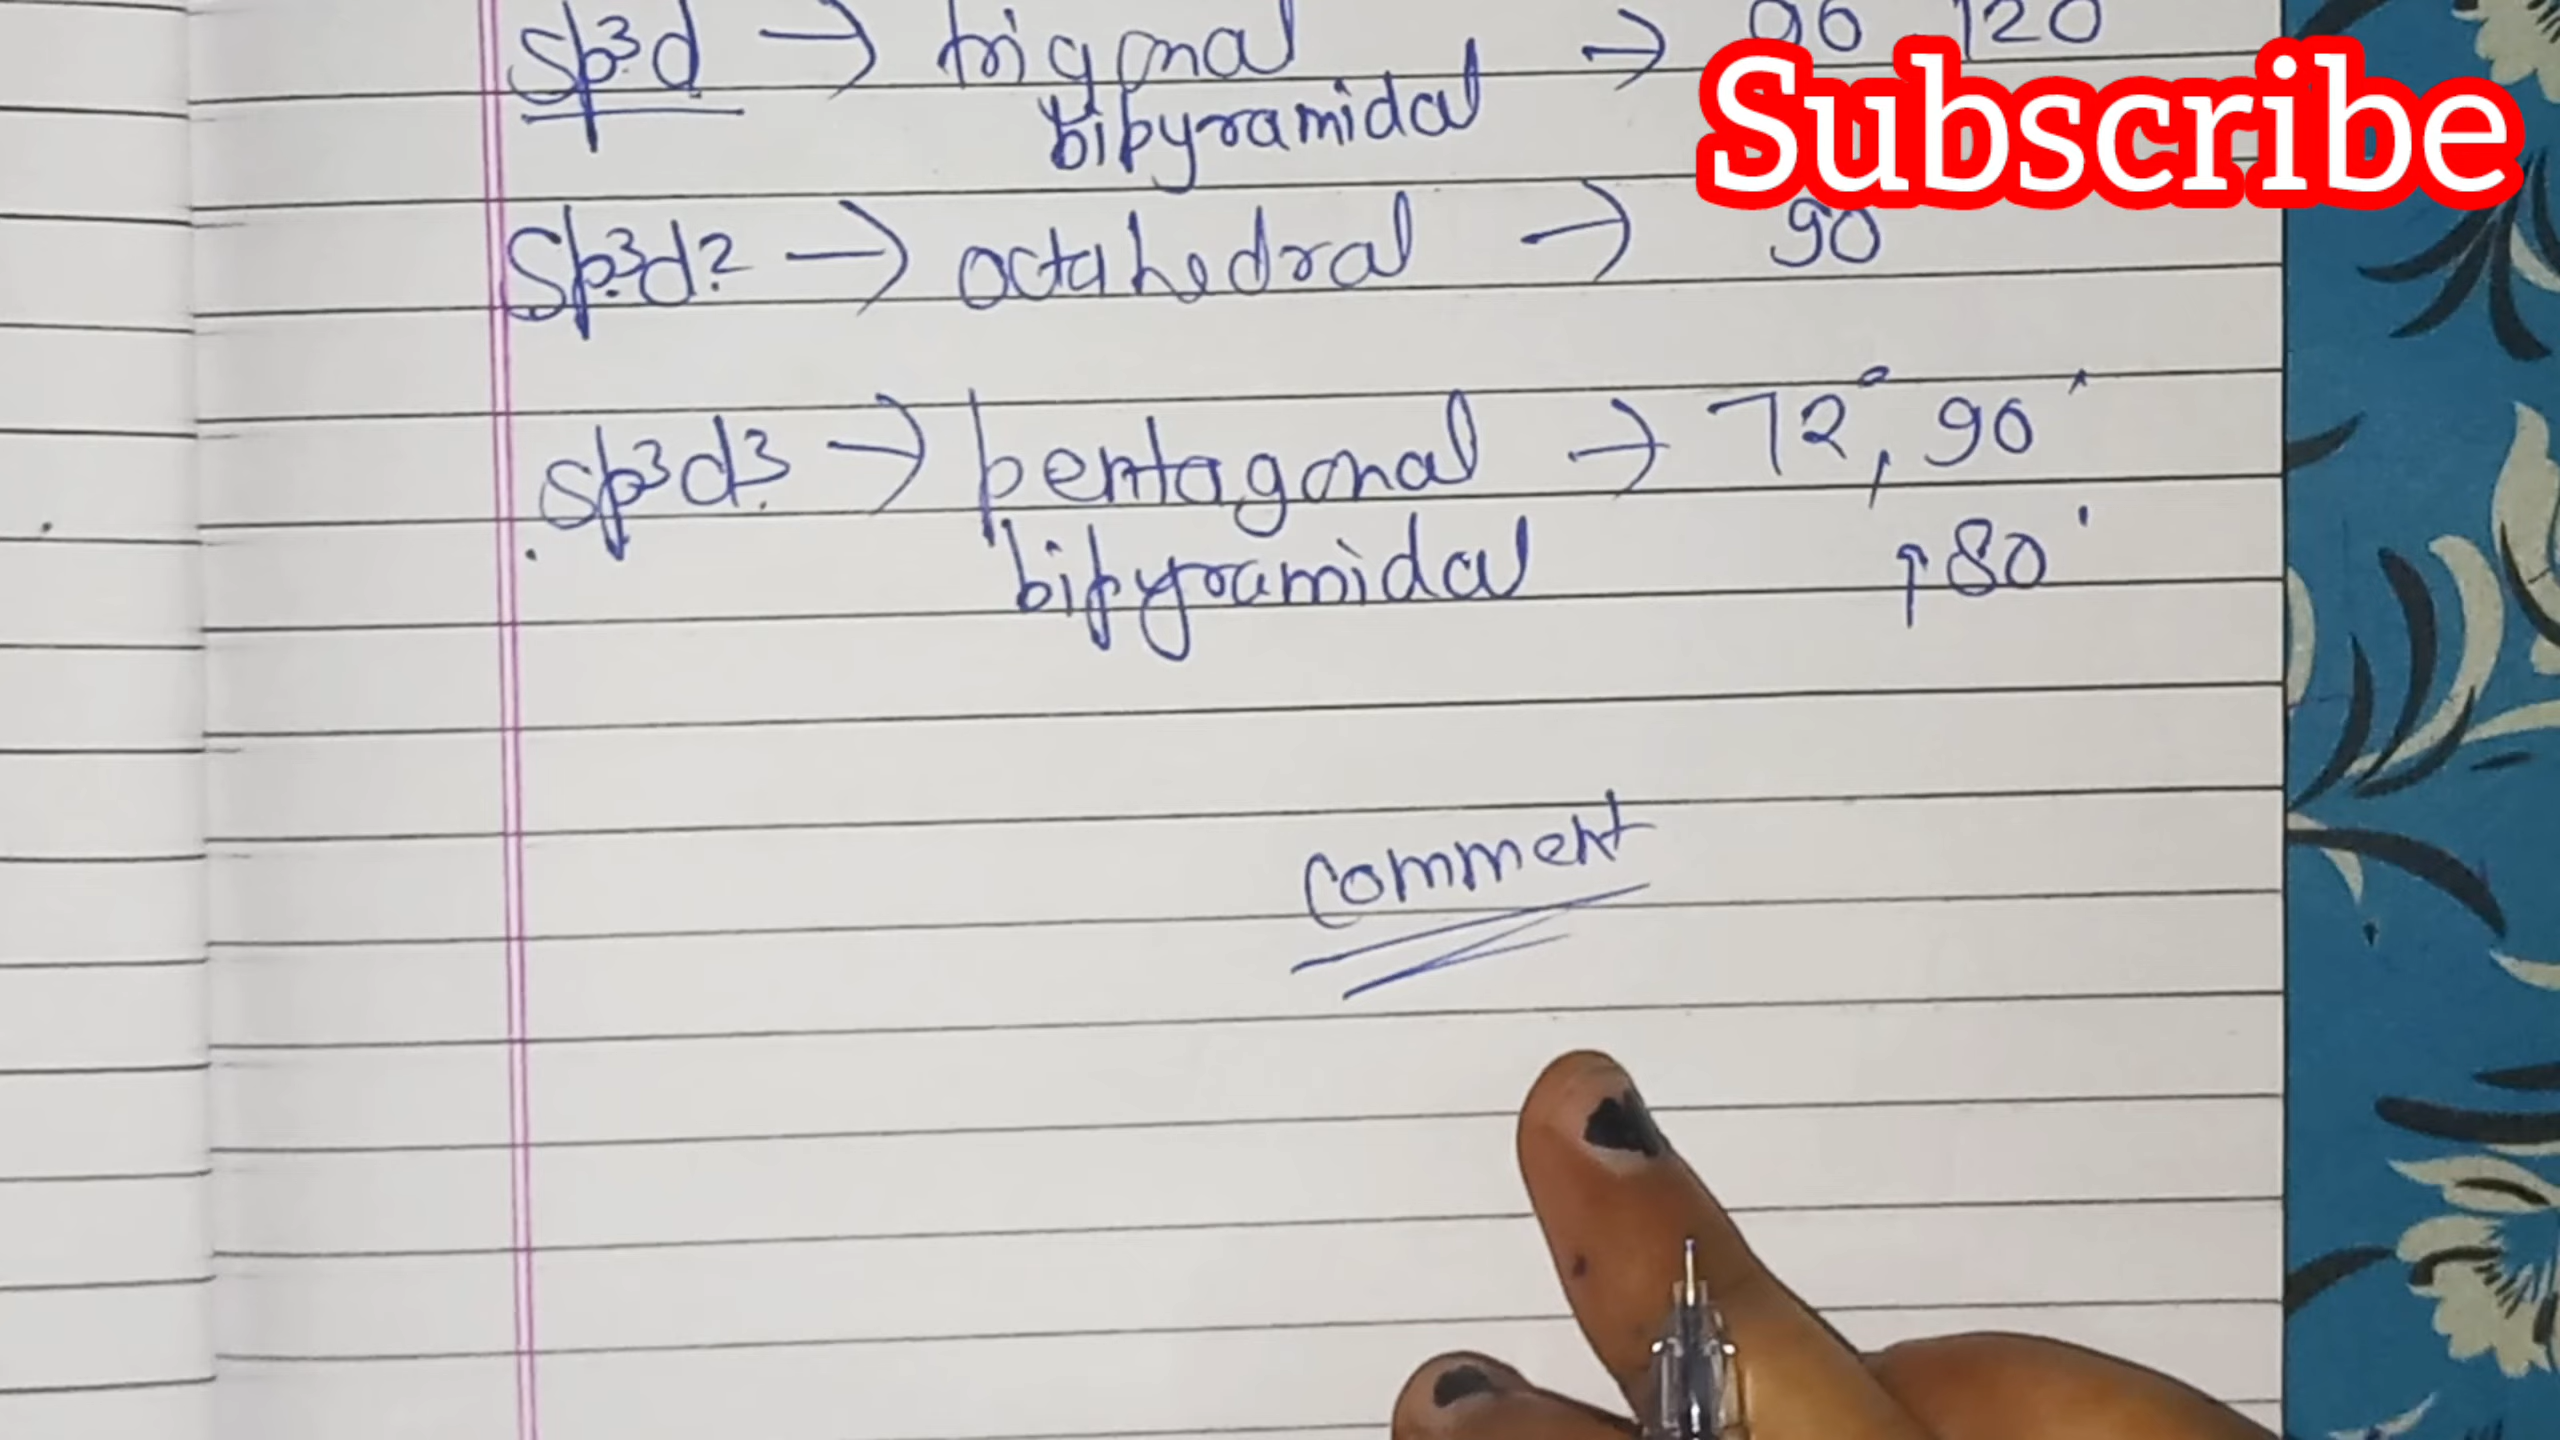 sp³d → trigonal → 90 120
bipyramidal
Subscribe
sp³d² → octahedral → 90
sp³d³ → pentagonal → 72°, 90°
bipyramidal 180°
comment